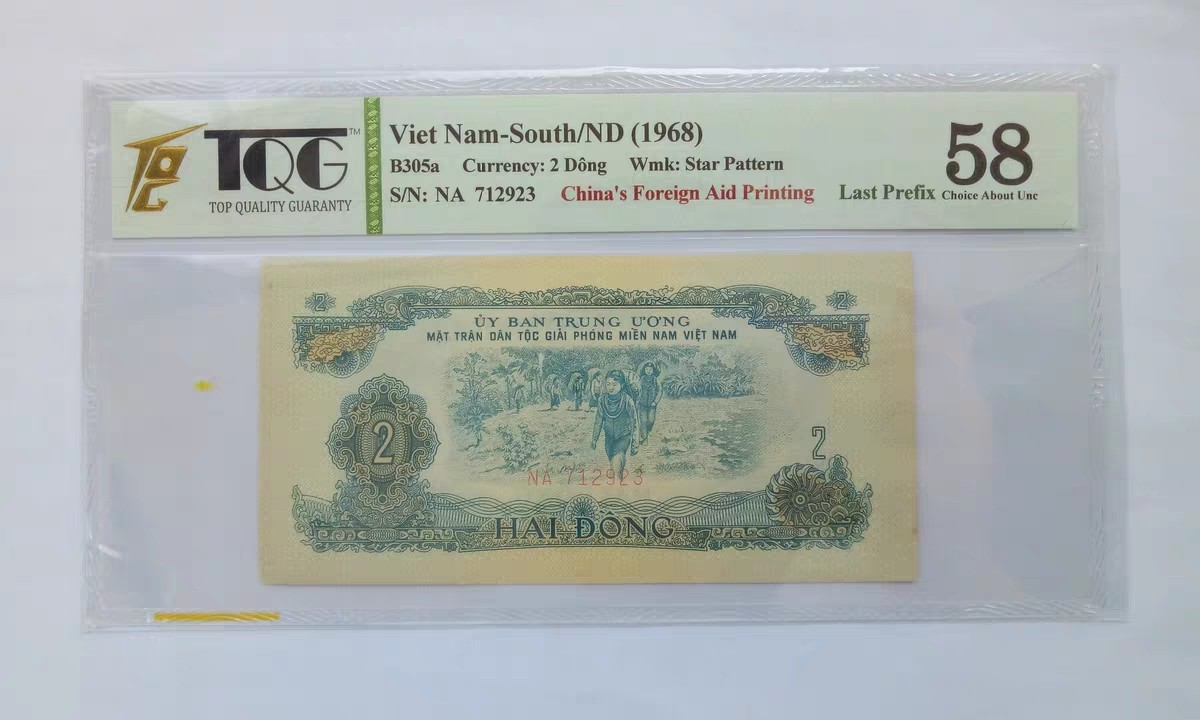 TQG™
TOP QUALITY GUARANTY
Viet Nam-South/ND (1968)
B305a Currency: 2 Dông Wmk: Star Pattern
S/N: NA 712923 China's Foreign Aid Printing Last Prefix
58
Choice About Unc
2 2
ỦY BAN TRUNG ƯƠNG
MẶT TRẬN DÂN TỘC GIẢI PHÓNG MIỀN NAM VIỆT NAM
2
2
NA 712923
HAI ĐỒNG